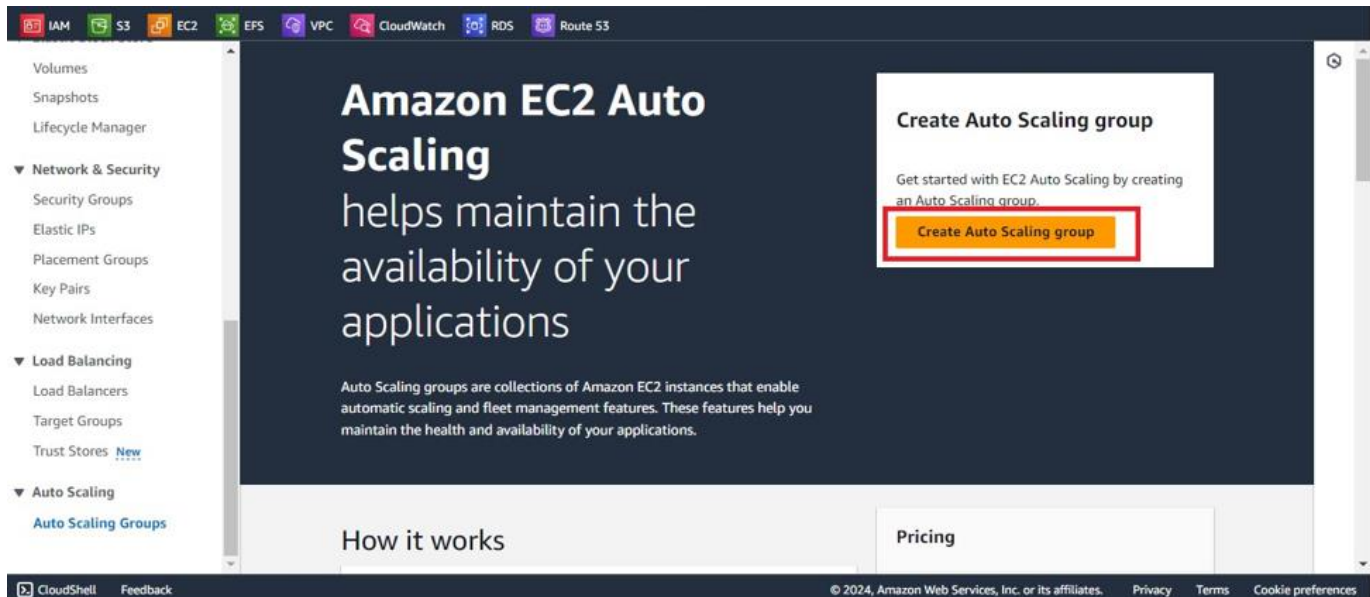 IAM S3 EC2 EFS VPC CloudWatch RDS Route 53
Volumes
Snapshots
Lifecycle Manager
Network & Security
Security Groups
Elastic IPs
Placement Groups
Key Pairs
Network Interfaces
Load Balancing
Load Balancers
Target Groups
Trust Stores New
Auto Scaling
Auto Scaling Groups
Amazon EC2 Auto
Scaling
helps maintain the
availability of your
applications
Auto Scaling groups are collections of Amazon EC2 instances that enable
automatic scaling and fleet management features. These features help you
maintain the health and availability of your applications.
Create Auto Scaling group
Get started with EC2 Auto Scaling by creating
an Auto Scaling group.
Create Auto Scaling group
How it works
Pricing
CloudShell Feedback © 2024, Amazon Web Services, Inc. or its affiliates. Privacy Terms Cookie preferences